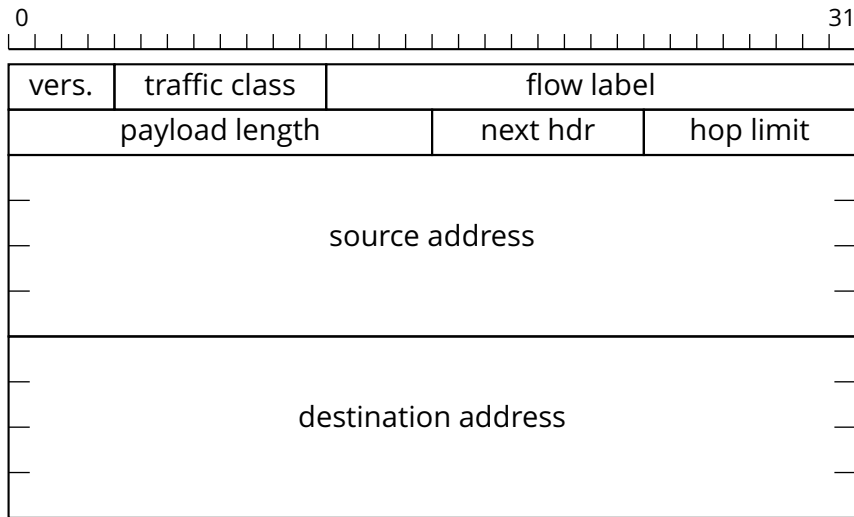 0 31
vers. traffic class flow label
payload length next hdr hop limit
source address
destination address